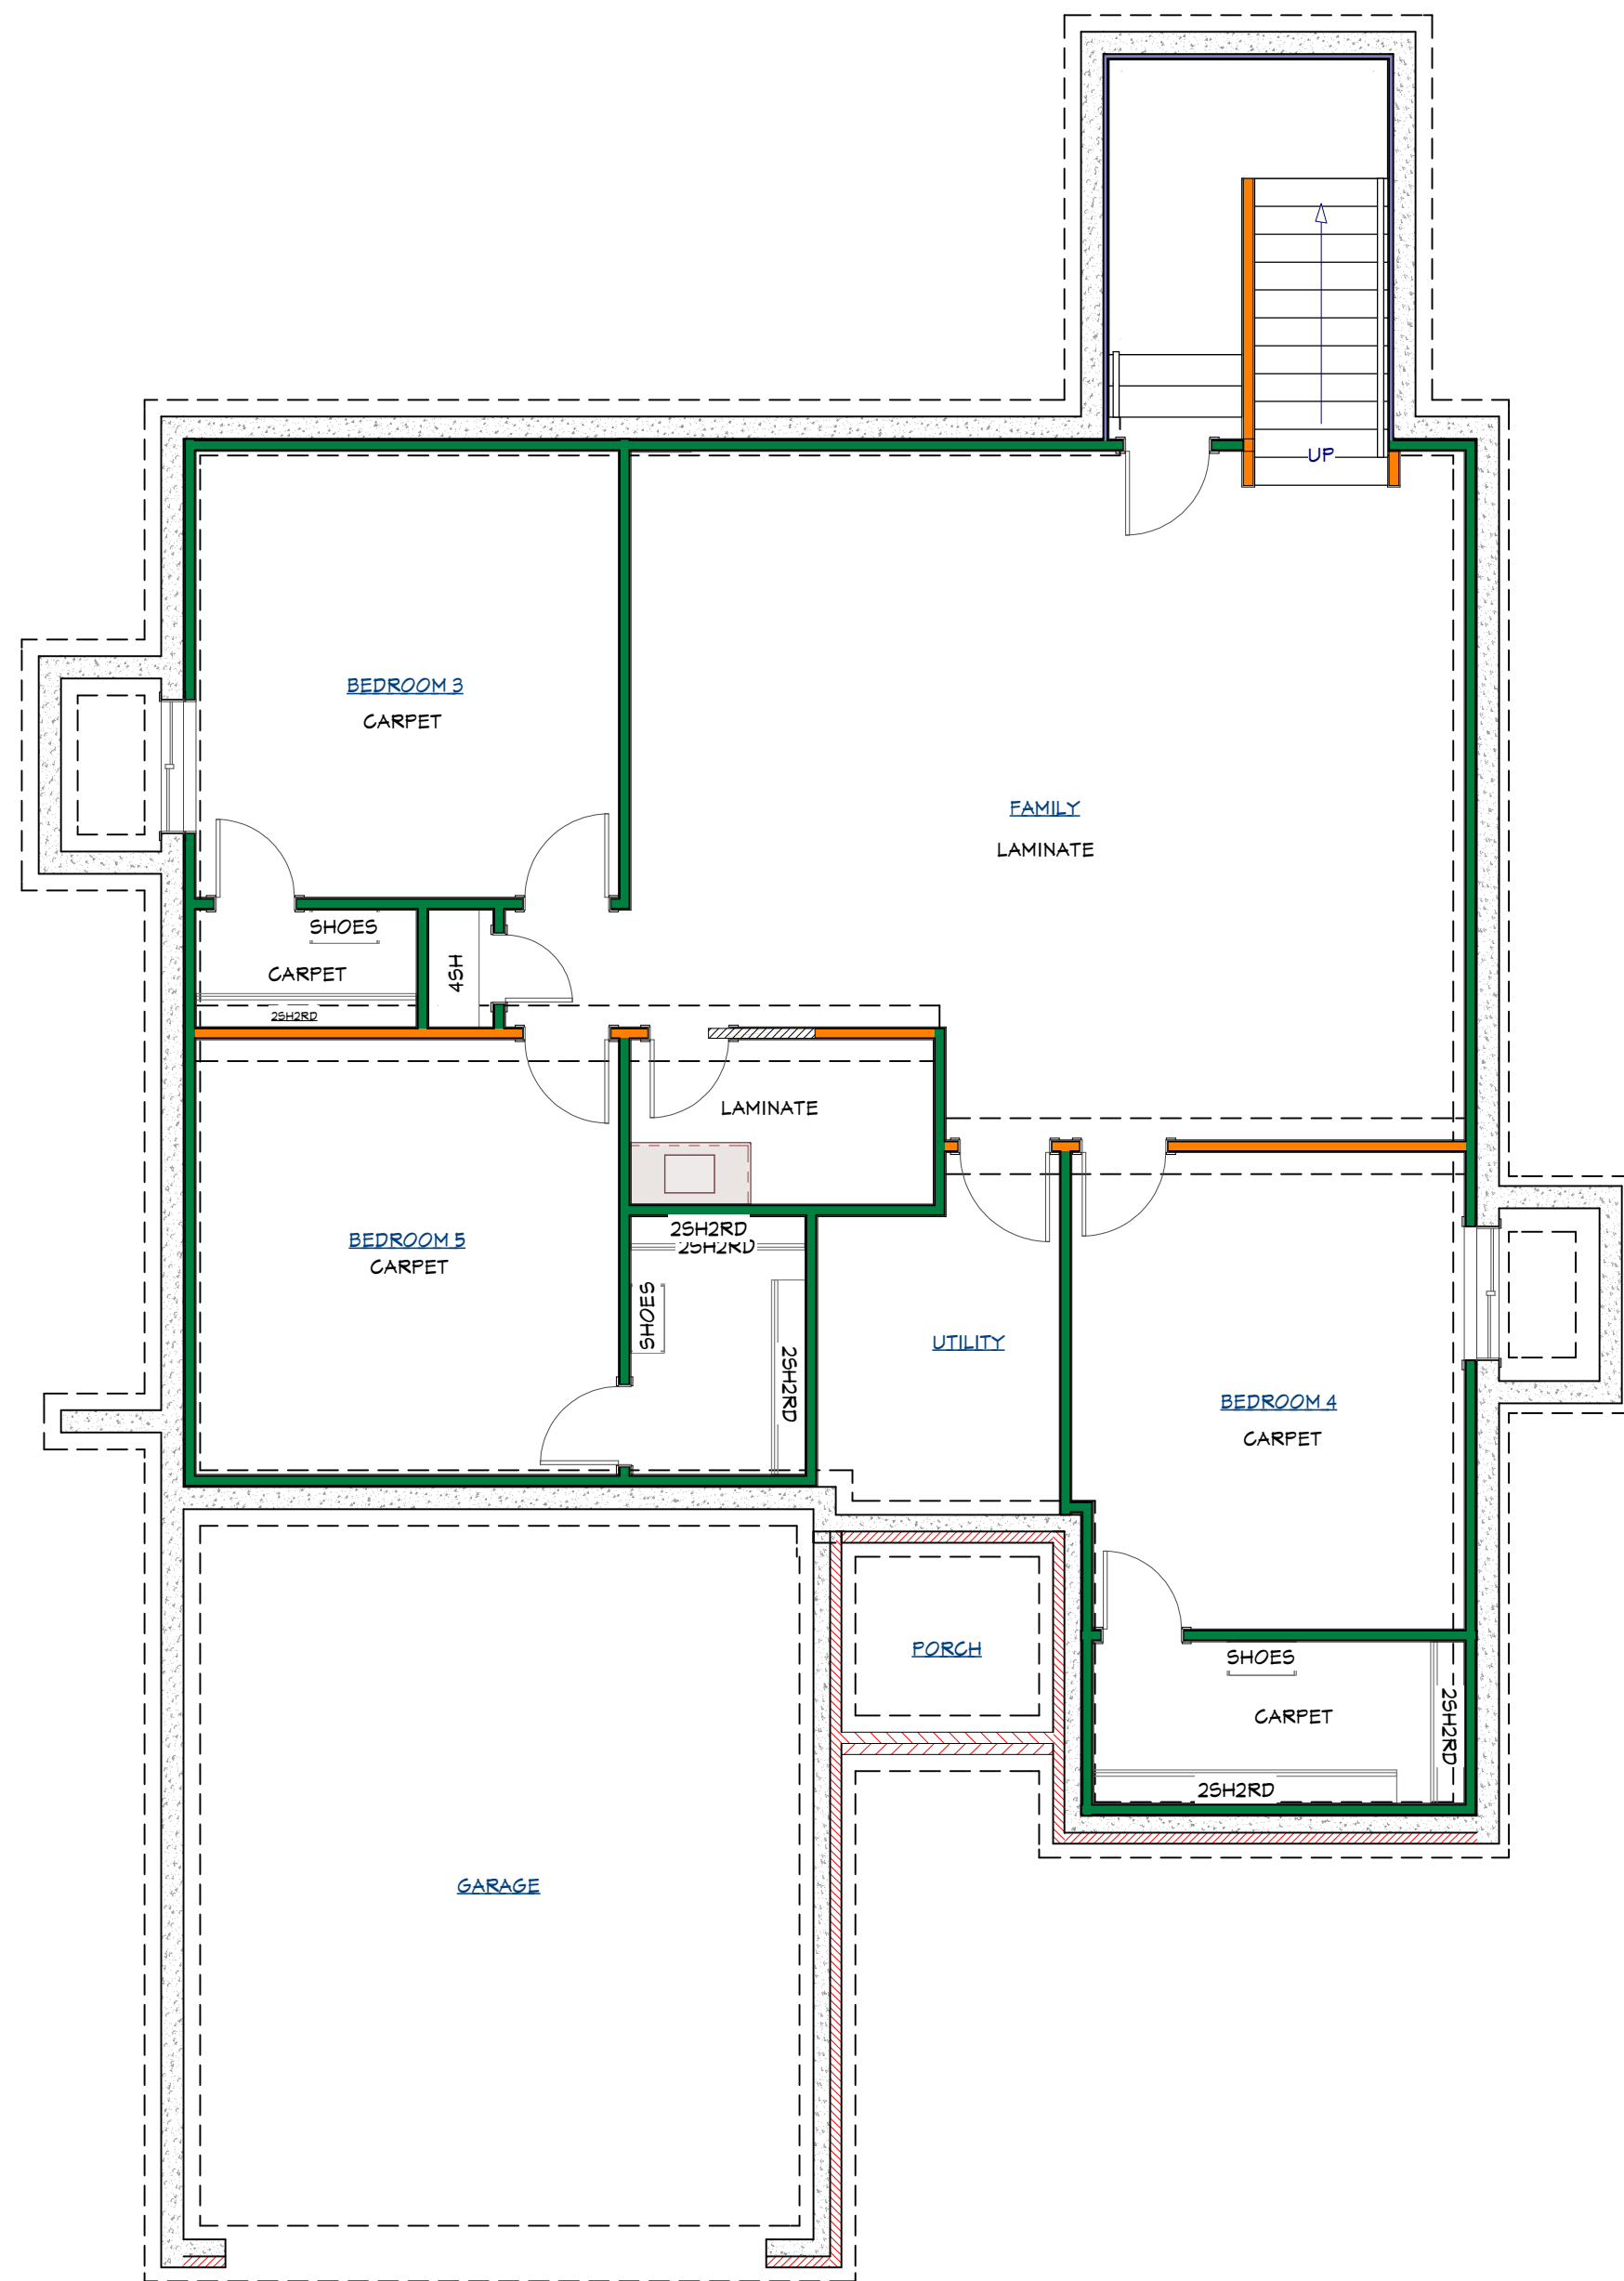 UP
BEDROOM 3
CARPET
FAMILY
LAMINATE
SHOES
CARPET
4SH
2SH2RD
LAMINATE
BEDROOM 5
CARPET
2SH2RD
2SH2RD
SHOES
2SH2RD
UTILITY
BEDROOM 4
CARPET
PORCH
SHOES
CARPET
2SH2RD
2SH2RD
GARAGE